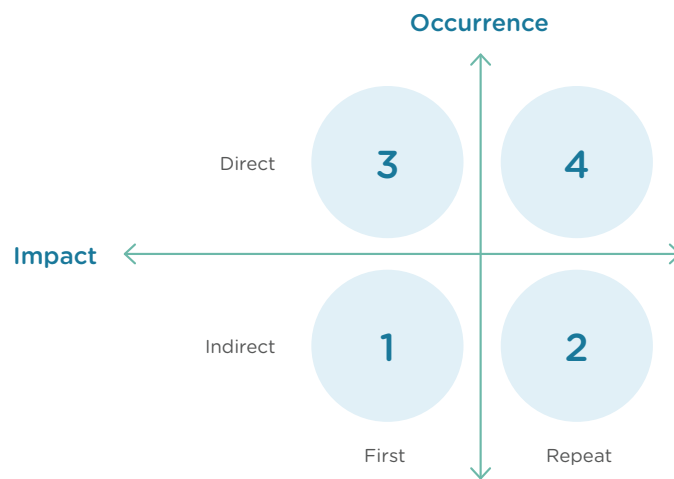 Occurrence
Direct
3
4
Impact
Indirect
1
2
First
Repeat